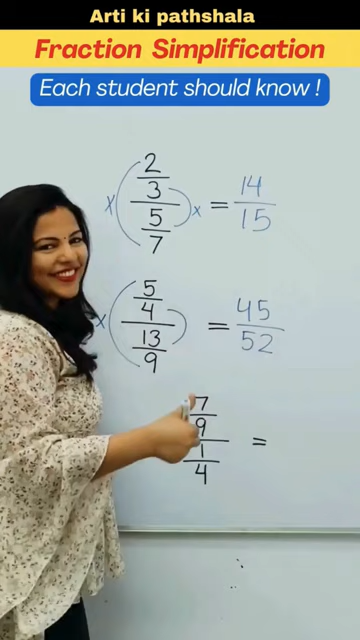 Arti ki pathshala
Fraction Simplification
Each student should know !
x 2/3 / 5/7 x = 14/15
x 5/4 / 13/9 = 45/52
7/9 / 1/4 =